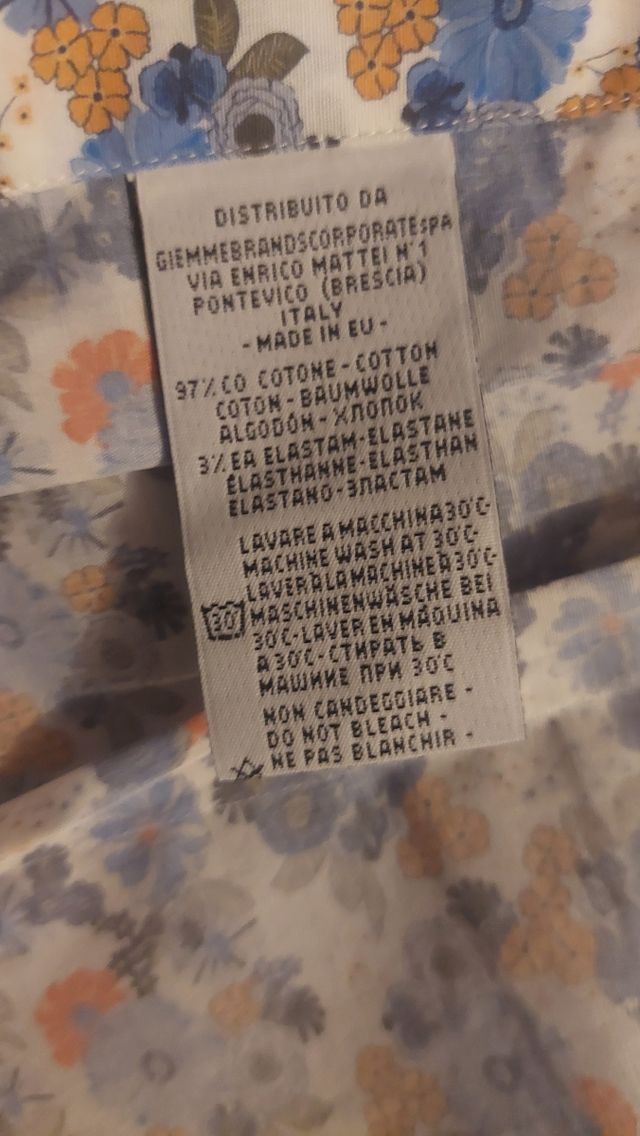 DISTRIBUITO DA
GIEMMEBRANDSCORPORATESPA
VIA ENRICO MATTEI N°1
PONTEVICO (BRESCIA)
ITALY
- MADE IN EU -
97% CO COTONE - COTTON
COTON - BAUMWOLLE
ALGODÓN - ХЛОПОК
3% EA ELASTAM - ELASTANE
ÉLASTHANNE - ELASTHAN
ELASTANO - ЭЛАСТАМ
LAVARE A MACCHINA 30°C-
MACHINE WASH AT 30°C-
LAVER A LA MACHINE A 30°C-
MASCHINENWÄSCHE BEI
30°C - LAVER EN MÁQUINA
A 30°C - СТИРАТЬ В
МАШИНЕ ПРИ 30°C
30°
NON CANDEGGIARE -
DO NOT BLEACH -
NE PAS BLANCHIR -